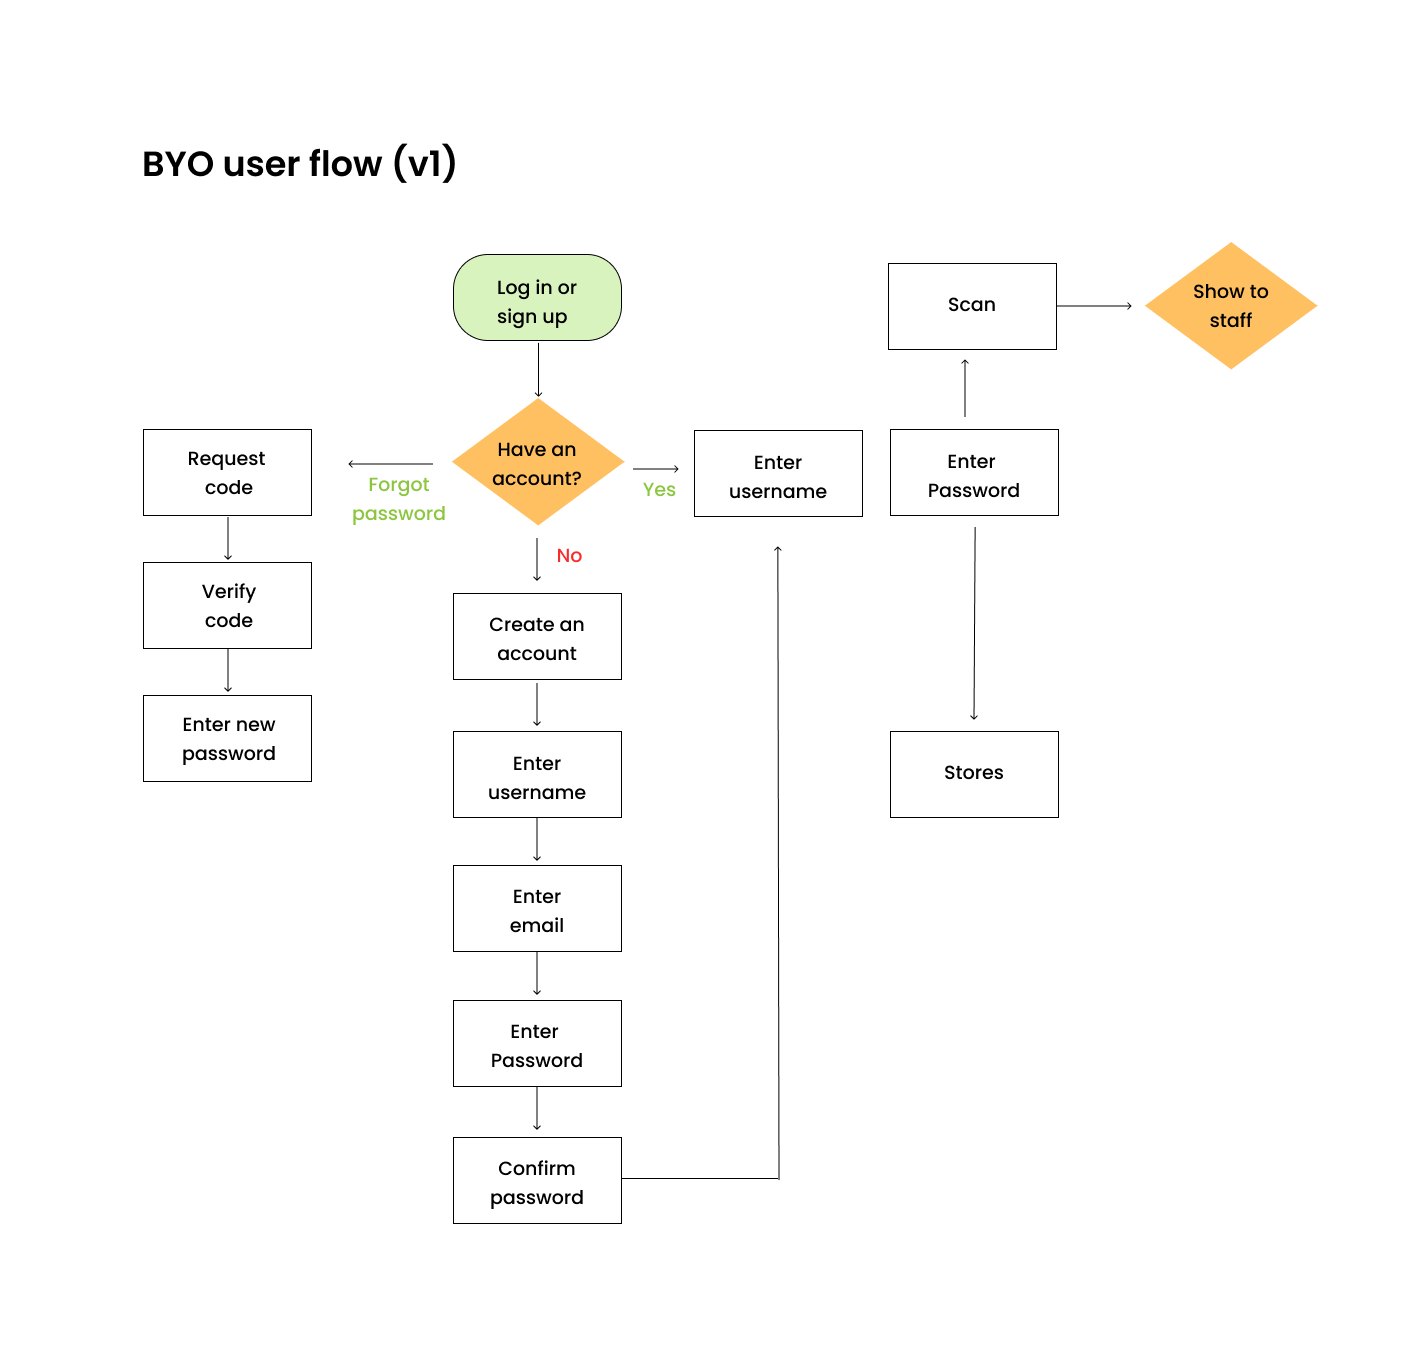 BYO user flow (v1)
Log in or
sign up
Have an
account?
Forgot
password
Yes
No
Request
code
Verify
code
Enter new
password
Create an
account
Enter
username
Enter
email
Enter
Password
Confirm
password
Enter
username
Enter
Password
Scan
Show to
staff
Stores